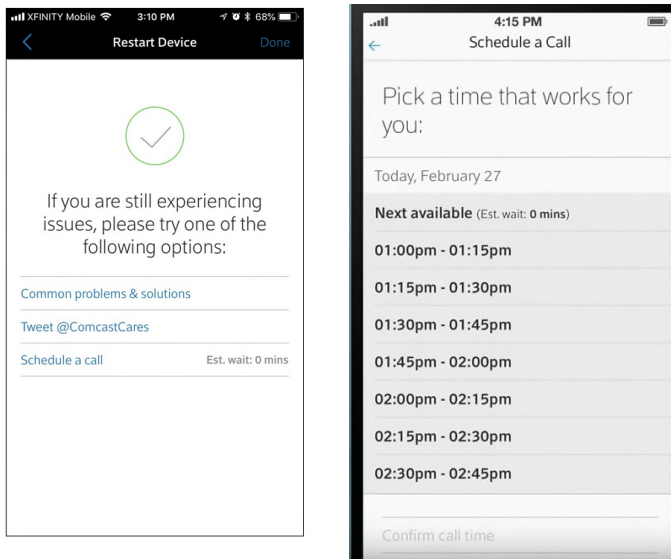 XFINITY Mobile 3:10 PM 68%
Restart Device Done
If you are still experiencing
issues, please try one of the
following options:
Common problems & solutions
Tweet @ComcastCares
Schedule a call Est. wait: 0 mins
4:15 PM
Schedule a Call
Pick a time that works for
you:
Today, February 27
Next available (Est. wait: 0 mins)
01:00pm - 01:15pm
01:15pm - 01:30pm
01:30pm - 01:45pm
01:45pm - 02:00pm
02:00pm - 02:15pm
02:15pm - 02:30pm
02:30pm - 02:45pm
Confirm call time